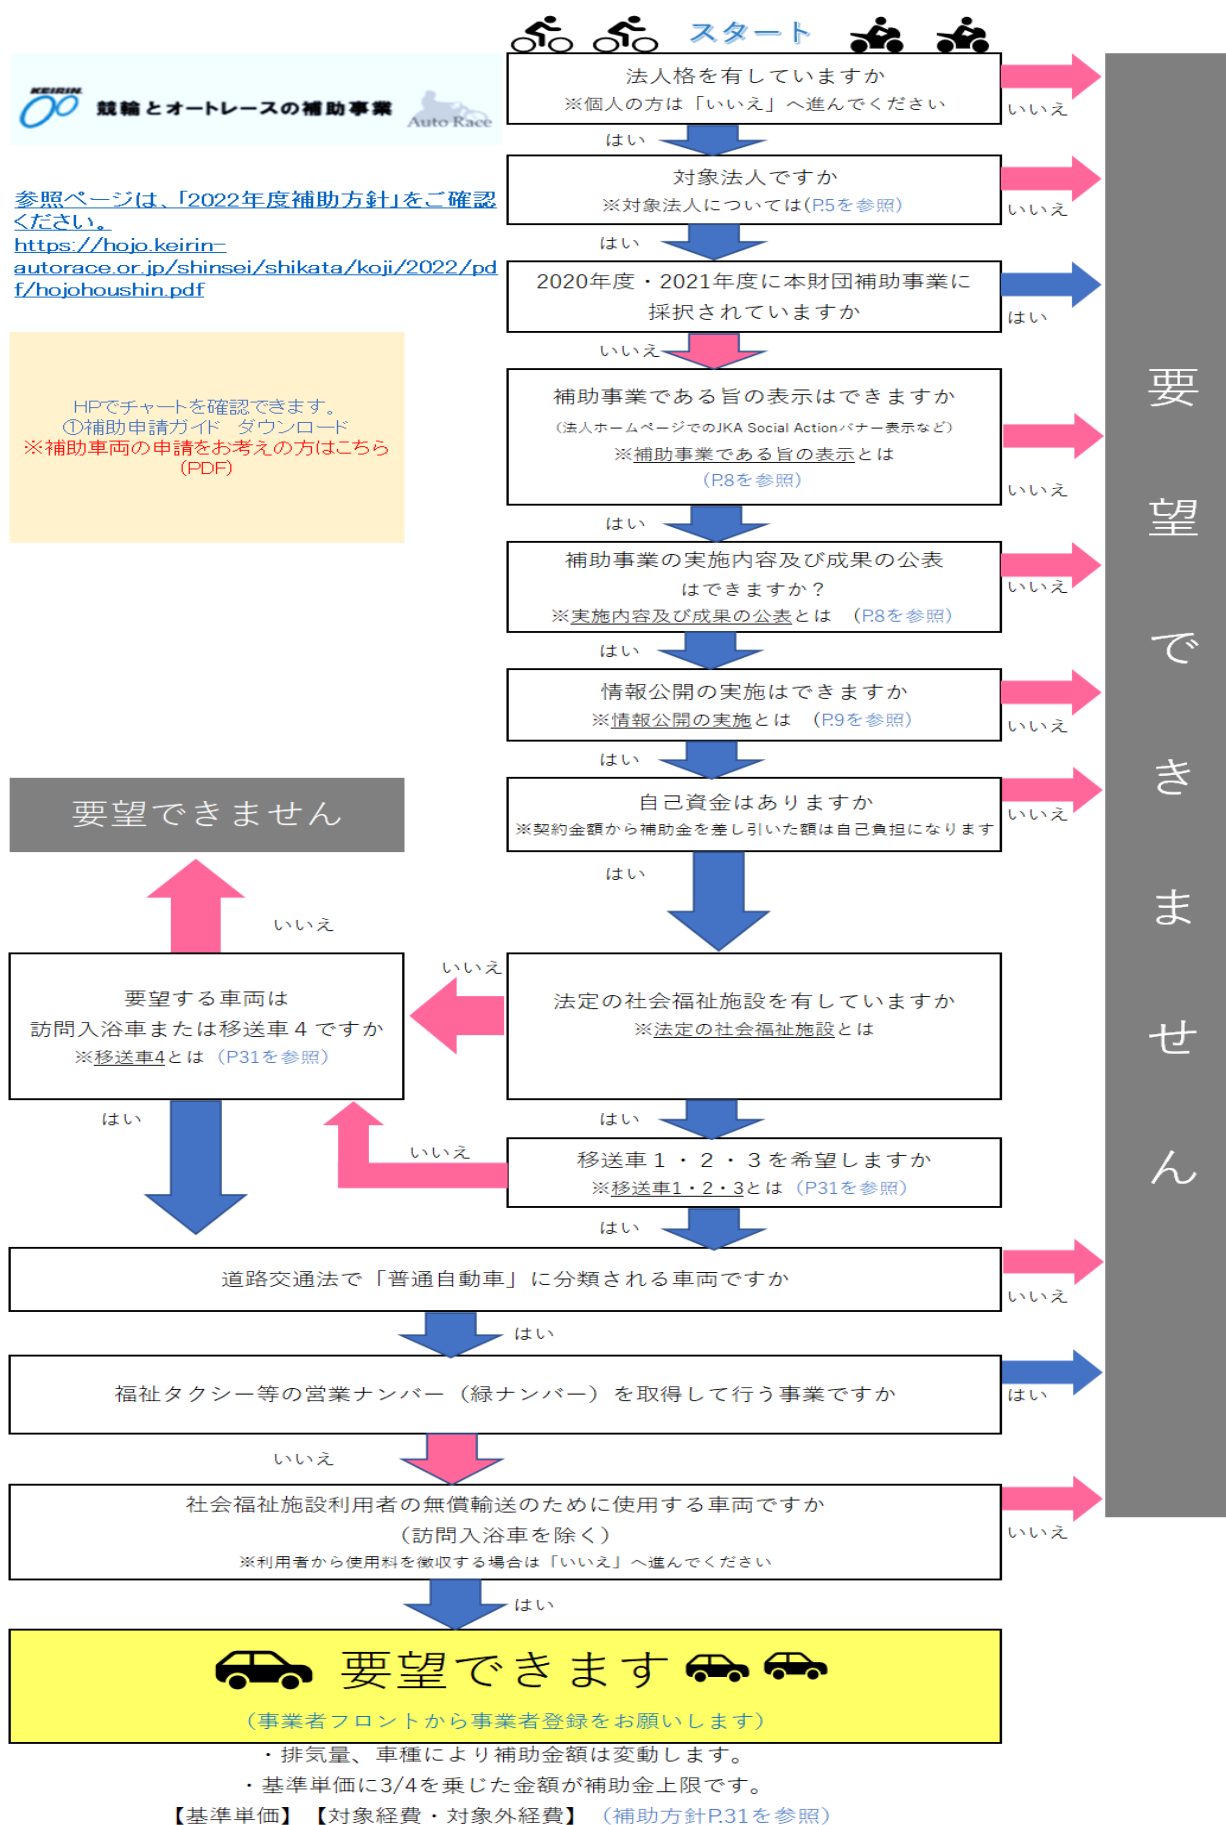 スタート
KEIRIN
競輪とオートレースの補助事業
Auto Race
参照ページは、「2022年度補助方針」をご確認
ください。
https://hojo.keirin-
autorace.or.jp/shinsei/shikata/koji/2022/pd
f/hojohoushin.pdf
HPでチャートを確認できます。
①補助申請ガイド ダウンロード
※補助車両の申請をお考えの方はこちら
(PDF)
法人格を有していますか
※個人の方は「いいえ」へ進んでください
いいえ
はい
対象法人ですか
※対象法人については(P.5を参照)
いいえ
はい
2020年度・2021年度に本財団補助事業に
採択されていますか
はい
いいえ
補助事業である旨の表示はできますか
(法人ホームページでのJKA Social Actionバナー表示など)
※補助事業である旨の表示とは
(P.8を参照)
いいえ
はい
補助事業の実施内容及び成果の公表
はできますか?
※実施内容及び成果の公表とは (P.8を参照)
いいえ
はい
情報公開の実施はできますか
※情報公開の実施とは (P.9を参照)
いいえ
はい
自己資金はありますか
※契約金額から補助金を差し引いた額は自己負担になります
いいえ
はい
要望できません
要望できません
いいえ
法定の社会福祉施設を有していますか
※法定の社会福祉施設とは
いいえ
要望する車両は
訪問入浴車または移送車4ですか
※移送車4とは (P31を参照)
はい
はい
移送車1・2・3を希望しますか
※移送車1・2・3とは (P31を参照)
いいえ
はい
道路交通法で「普通自動車」に分類される車両ですか
いいえ
はい
福祉タクシー等の営業ナンバー(緑ナンバー)を取得して行う事業ですか
はい
いいえ
社会福祉施設利用者の無償輸送のために使用する車両ですか
(訪問入浴車を除く)
※利用者から使用料を徴収する場合は「いいえ」へ進んでください
いいえ
はい
要望できます
(事業者フロントから事業者登録をお願いします)
・排気量、車種により補助金額は変動します。
・基準単価に3/4を乗じた金額が補助金上限です。
【基準単価】【対象経費・対象外経費】 (補助方針P.31を参照)